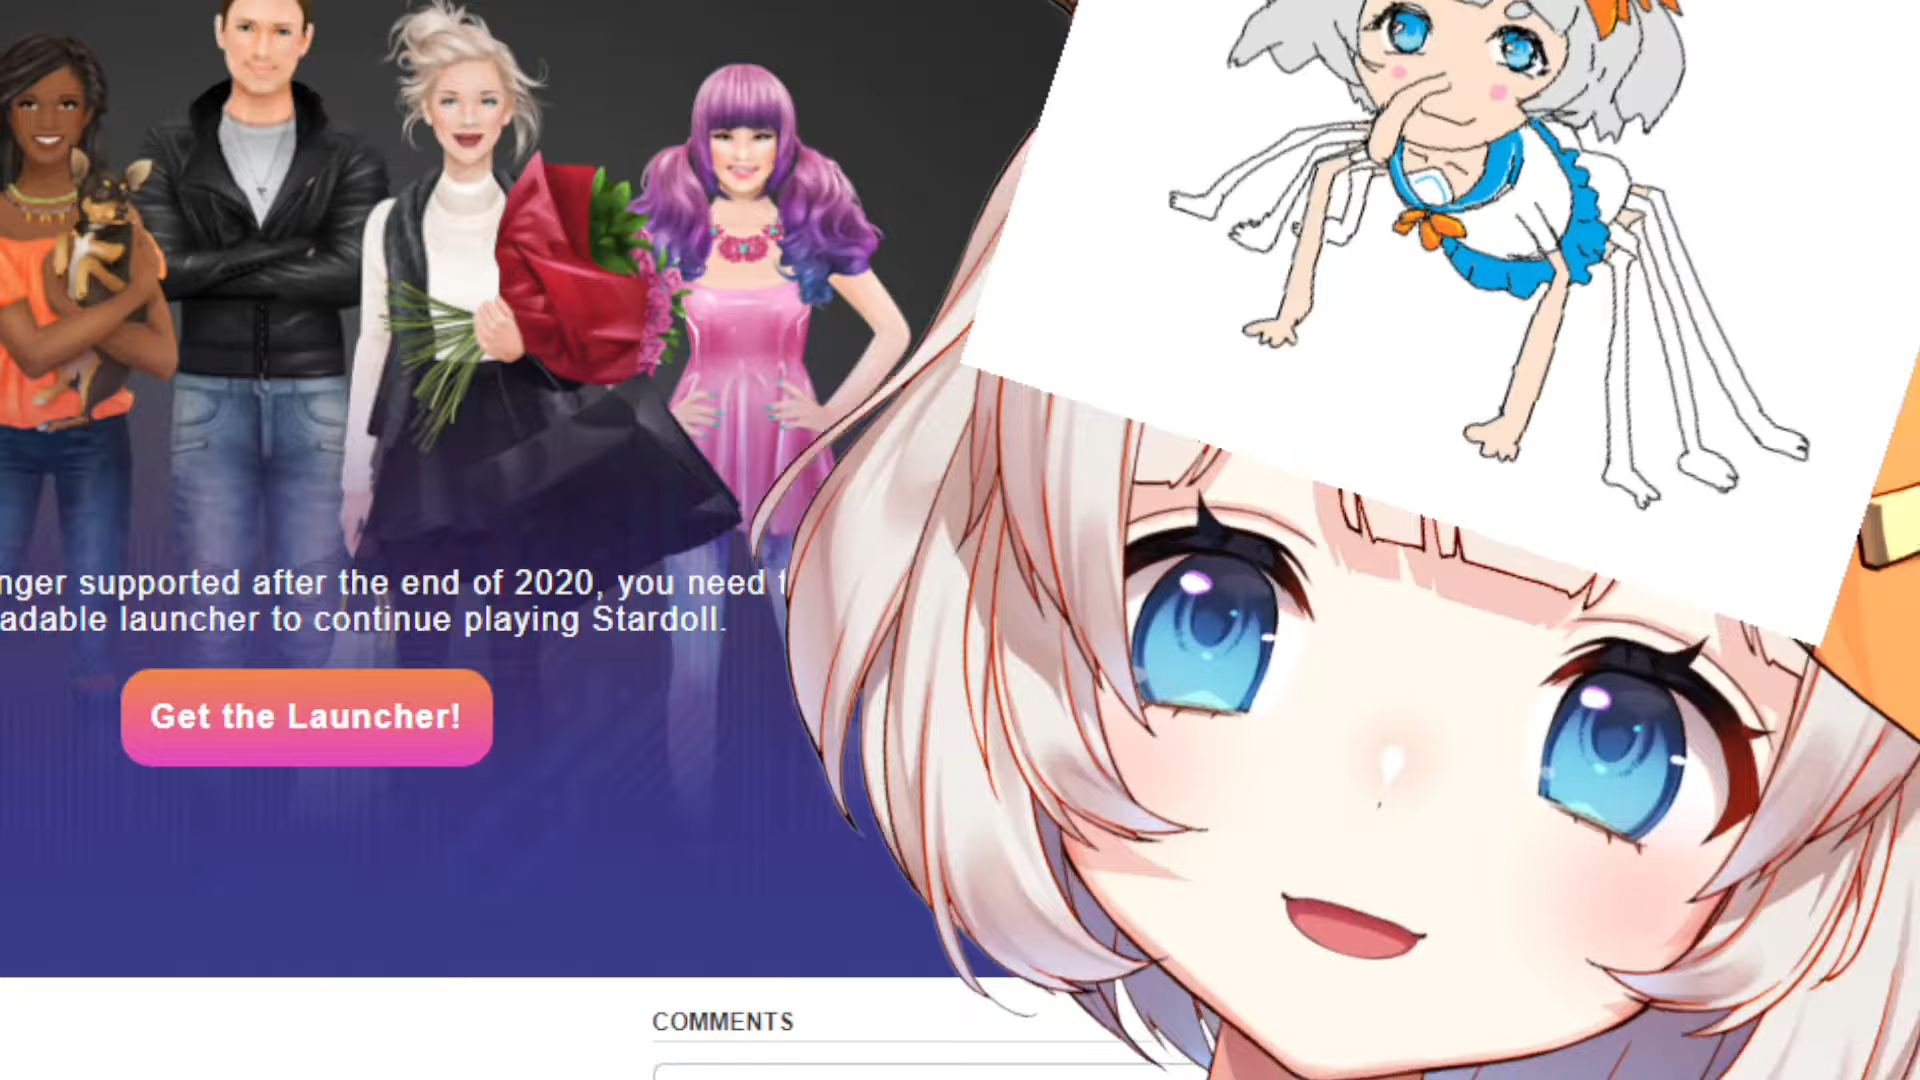 nger supported after the end of 2020, you need
adable launcher to continue playing Stardoll.
Get the Launcher!
COMMENTS